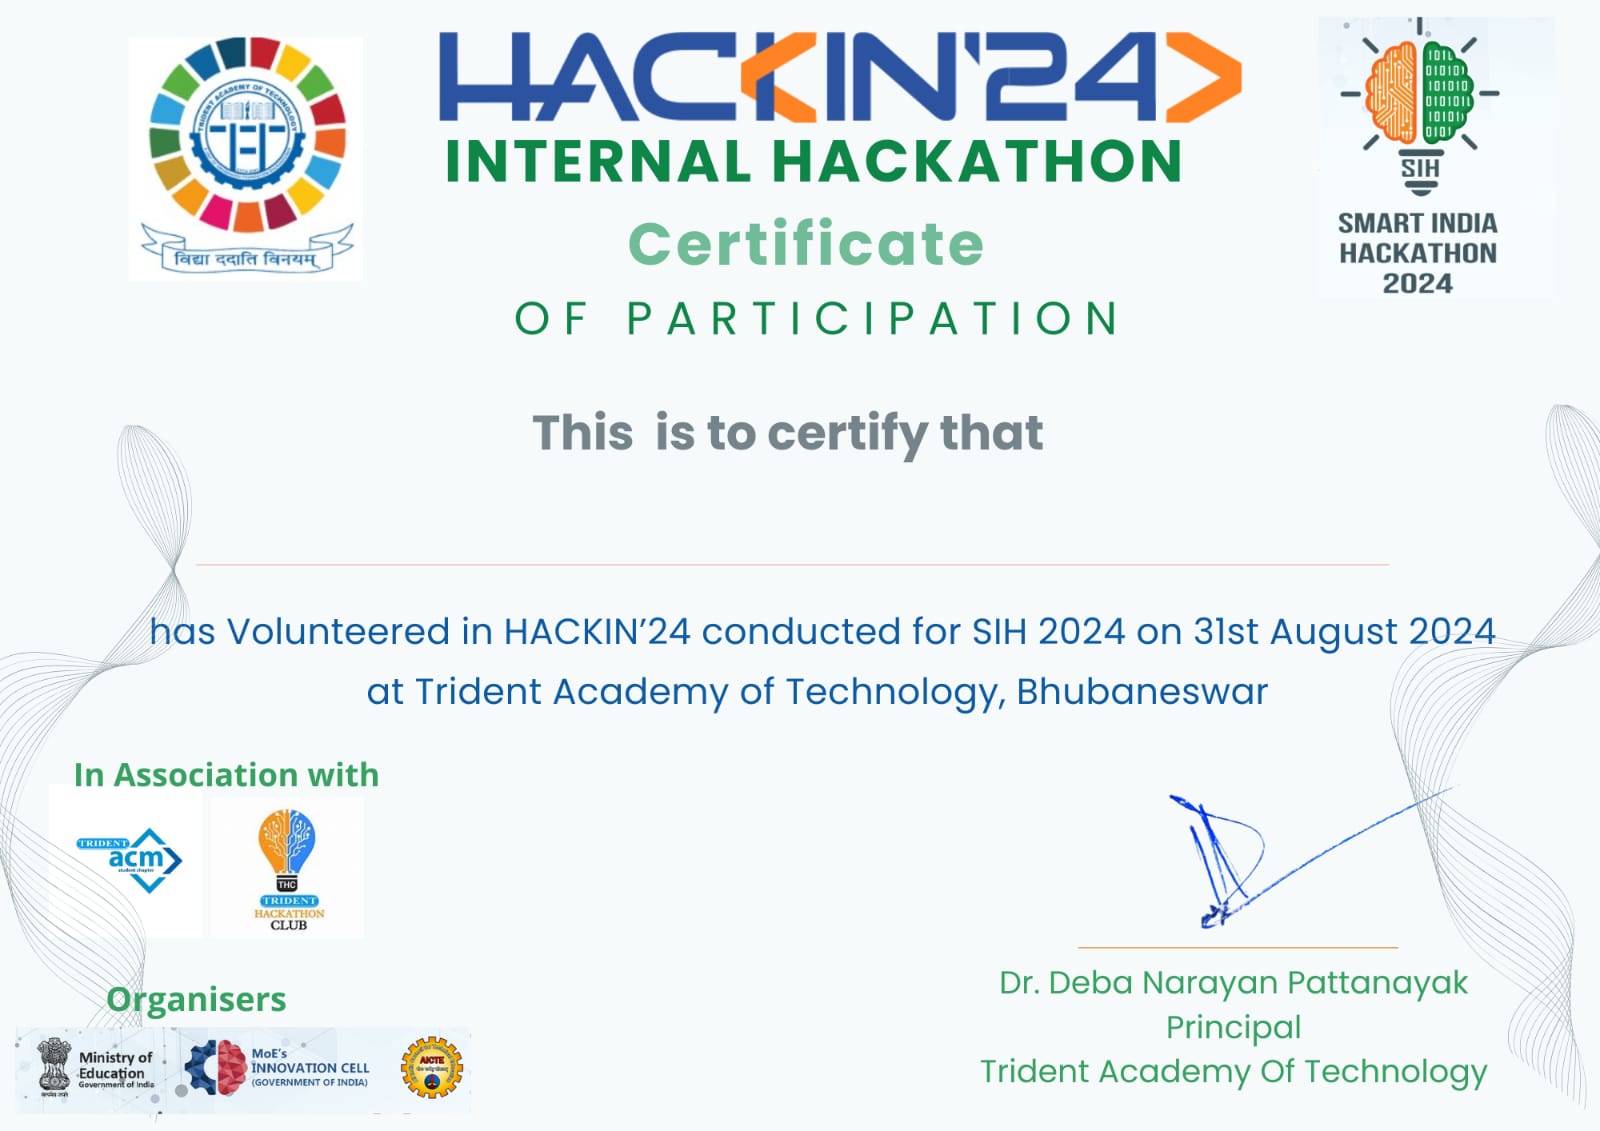 HACKIN'24
INTERNAL HACKATHON
Certificate
OF PARTICIPATION
TRIDENT ACADEMY OF TECHNOLOGY
विद्या ददाति विनयम्
SIH
SMART INDIA
HACKATHON
2024
This is to certify that
has Volunteered in HACKIN’24 conducted for SIH 2024 on 31st August 2024
at Trident Academy of Technology, Bhubaneswar
In Association with
TRIDENT
acm
student chapter
THC
TRIDENT
HACKATHON
CLUB
Dr. Deba Narayan Pattanayak
Principal
Trident Academy Of Technology
Organisers
Ministry of
Education
Government of India
सत्यमेव जयते
MoE's
INNOVATION CELL
(GOVERNMENT OF INDIA)
AICTE